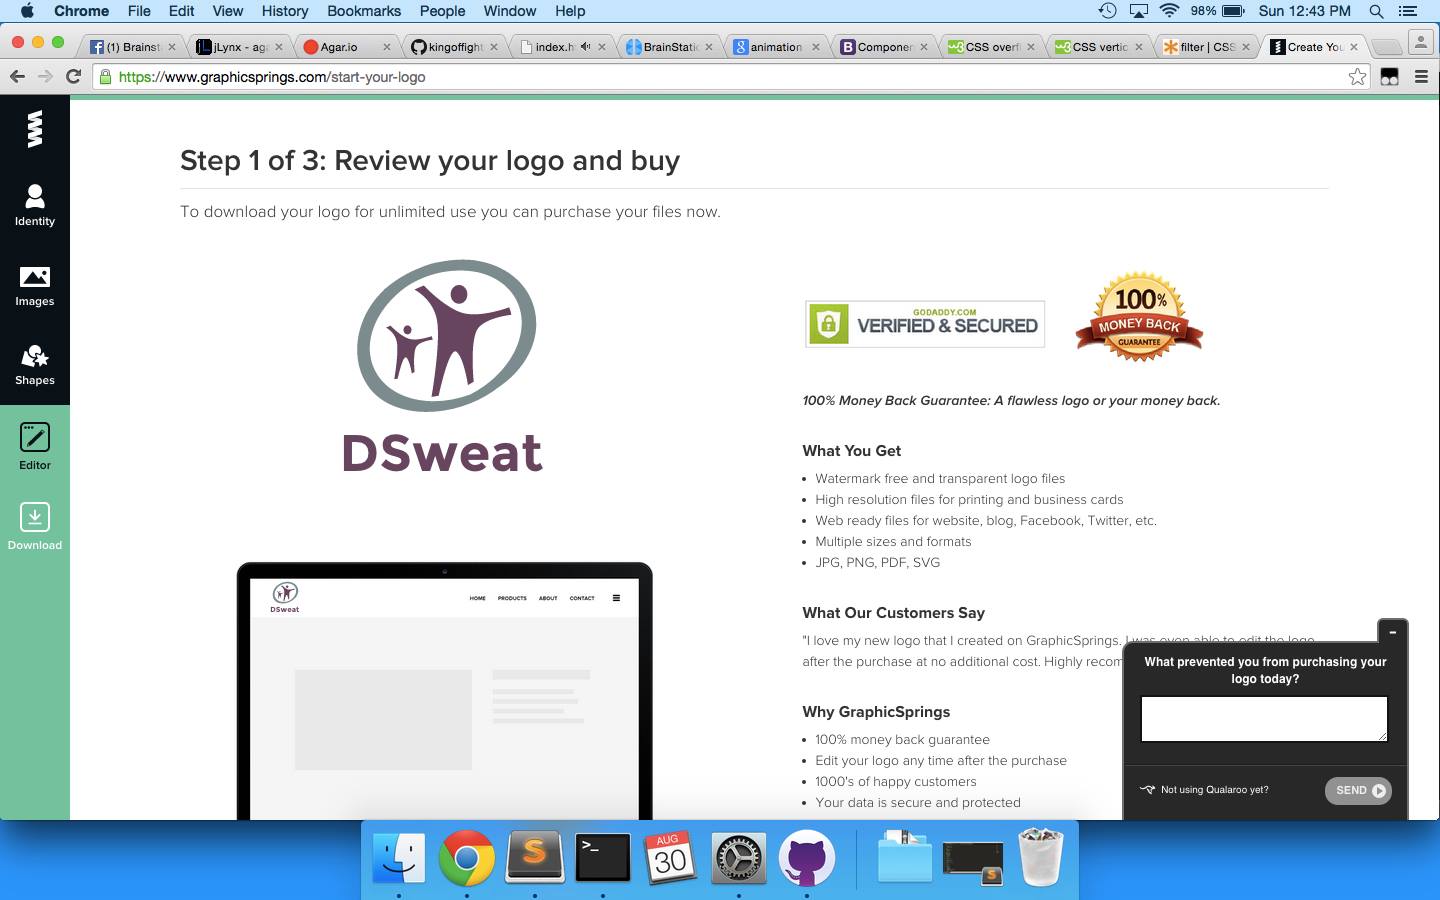 Chrome File Edit View History Bookmarks People Window Help 98% Sun 12:43 PM
(1) Brainst jLynx - aga Agar.io kingoffight index.h BrainStati animation Componen CSS overfl CSS vertic filter | CSS Create You
https://www.graphicsprings.com/start-your-logo
Identity
Images
Shapes
Editor
Download
Step 1 of 3: Review your logo and buy
To download your logo for unlimited use you can purchase your files now.
DSweat
DSweat
HOME PRODUCTS ABOUT CONTACT
GODADDY.COM
VERIFIED & SECURED
100%
MONEY BACK
GUARANTEE
100% Money Back Guarantee: A flawless logo or your money back.
What You Get
• Watermark free and transparent logo files
• High resolution files for printing and business cards
• Web ready files for website, blog, Facebook, Twitter, etc.
• Multiple sizes and formats
• JPG, PNG, PDF, SVG
What Our Customers Say
"I love my new logo that I created on GraphicSprings. I was even able to edit the logo
after the purchase at no additional cost. Highly recom
Why GraphicSprings
• 100% money back guarantee
• Edit your logo any time after the purchase
• 1000's of happy customers
• Your data is secure and protected
What prevented you from purchasing your
logo today?
Not using Qualaroo yet?
SEND
S
>_
AUG
30
S